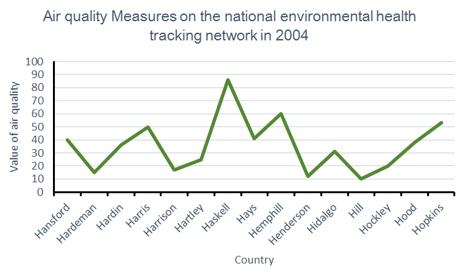 Air quality Measures on the national environmental health
tracking network in 2004
Value of air quality
100
90
80
70
60
50
40
30
20
10
0
Hansford
Hardeman
Hardin
Harris
Harrison
Hartley
Haskell
Hays
Hemphill
Henderson
Hidalgo
Hill
Hockley
Hood
Hopkins
Country